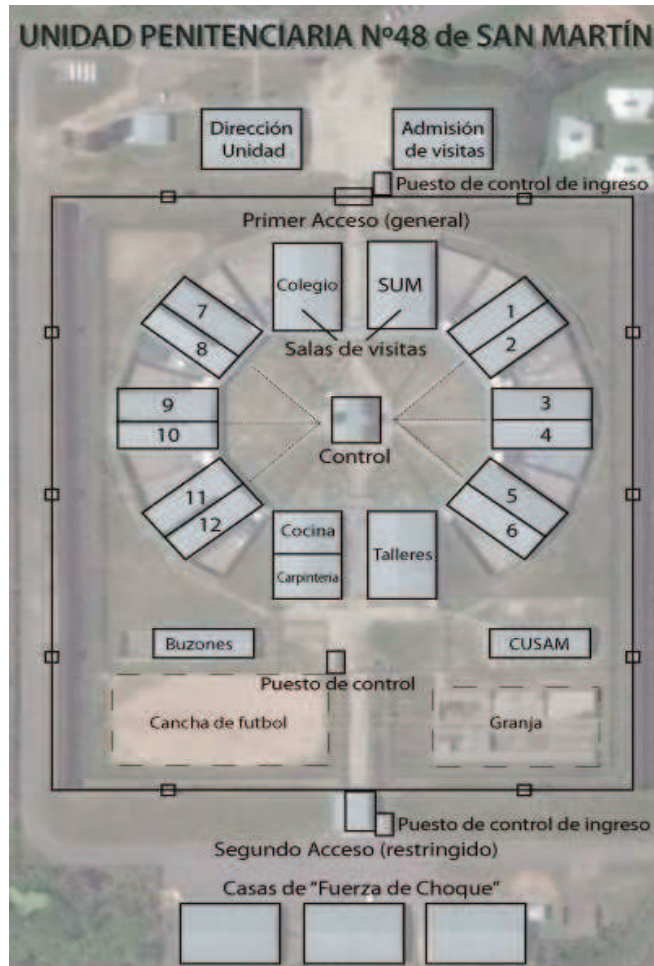 UNIDAD PENITENCIARIA Nº48 de SAN MARTÍN
Dirección
Unidad
Admisión
de visitas
Puesto de control de ingreso
Primer Acceso (general)
Colegio
SUM
Salas de visitas
7
8
1
2
9
10
3
4
Control
11
12
5
6
Cocina
Carpinteria
Talleres
Buzones
CUSAM
Puesto de control
Cancha de futbol
Granja
Puesto de control de ingreso
Segundo Acceso (restringido)
Casas de "Fuerza de Choque"